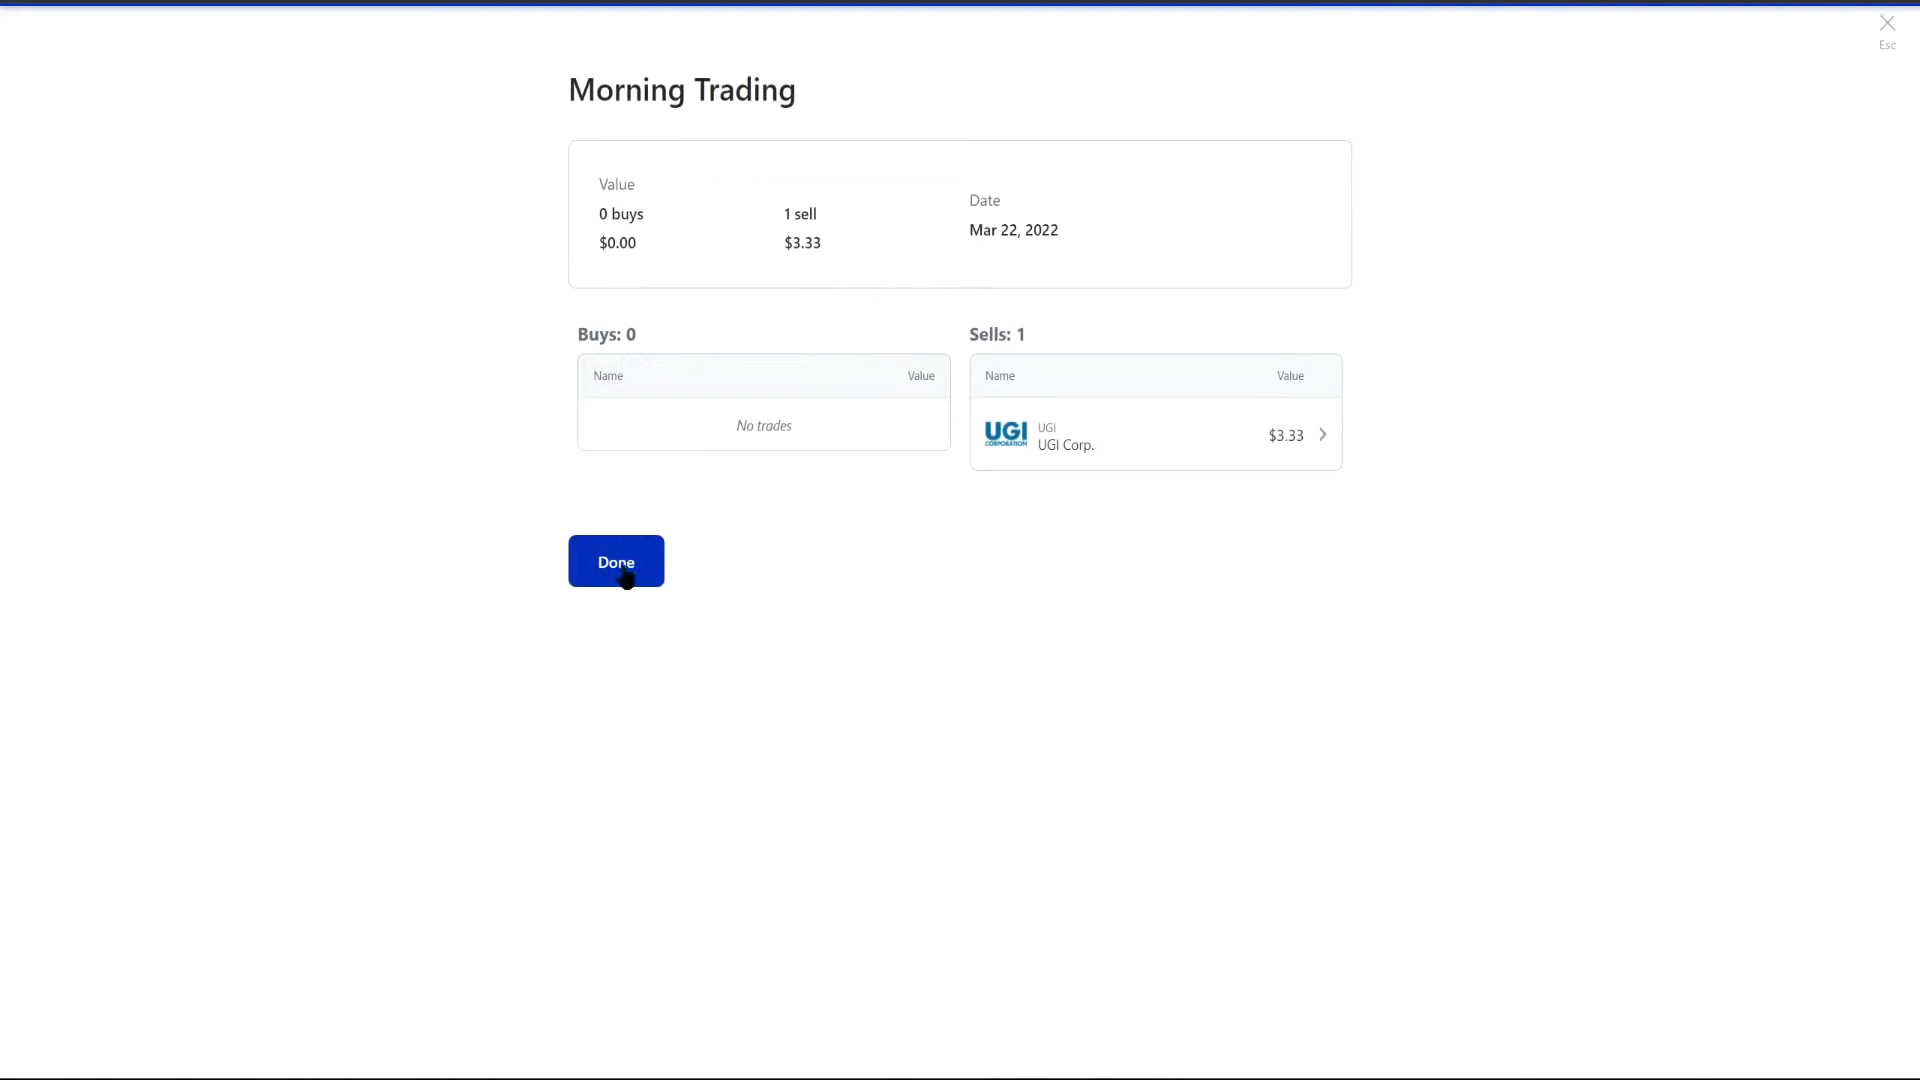 Esc
Morning Trading
Value
0 buys
1 sell
$0.00
$3.33
Date
Mar 22, 2022
Buys: 0
Name
Value
No trades
Sells: 1
Name
Value
UGI
CORPORATION
UGI
UGI Corp.
$3.33
Done